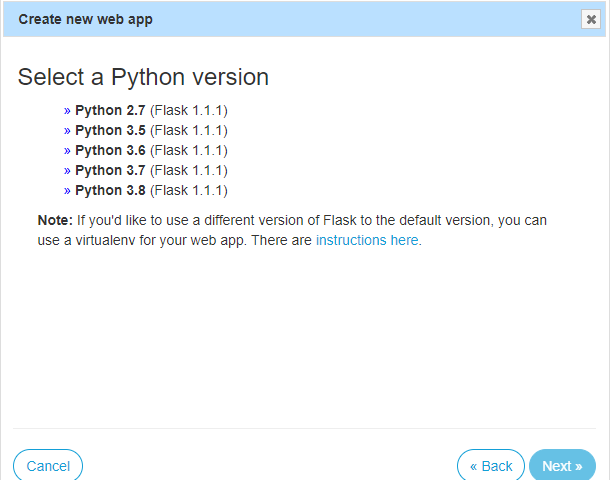 Create new web app
Select a Python version
» Python 2.7 (Flask 1.1.1)
» Python 3.5 (Flask 1.1.1)
» Python 3.6 (Flask 1.1.1)
» Python 3.7 (Flask 1.1.1)
» Python 3.8 (Flask 1.1.1)
Note: If you'd like to use a different version of Flask to the default version, you can
use a virtualenv for your web app. There are instructions here.
Cancel
« Back
Next »